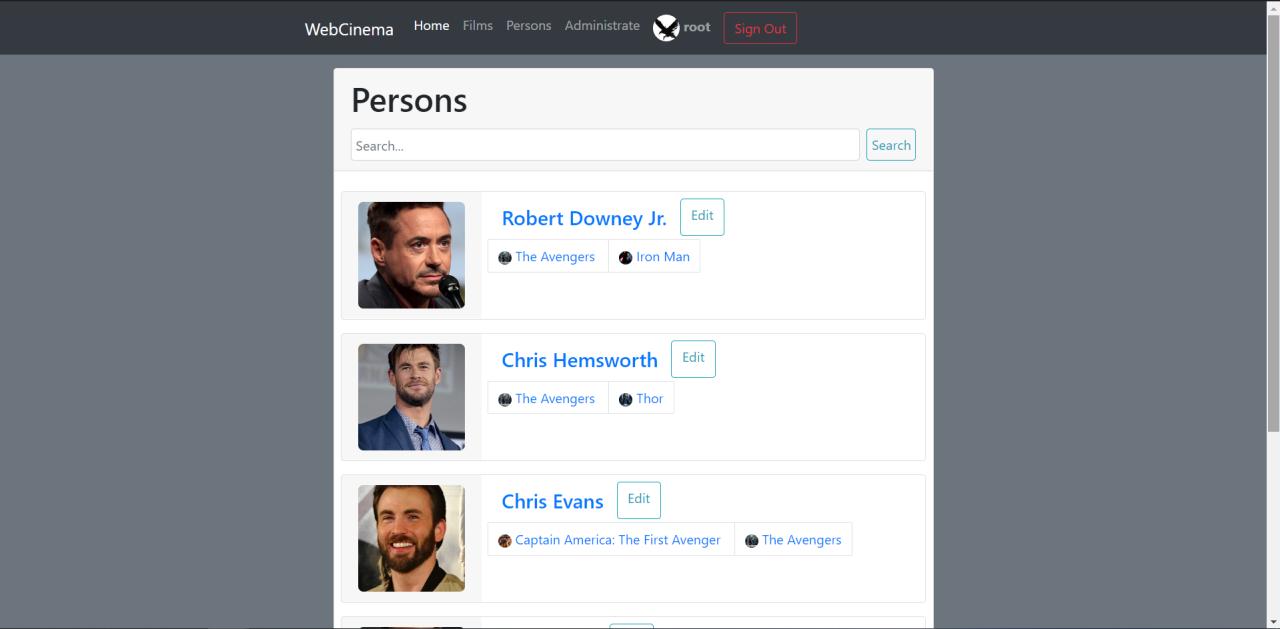 WebCinema Home Films Persons Administrate root Sign Out
Persons
Search... Search
Robert Downey Jr. Edit
The Avengers Iron Man
Chris Hemsworth Edit
The Avengers Thor
Chris Evans Edit
Captain America: The First Avenger The Avengers